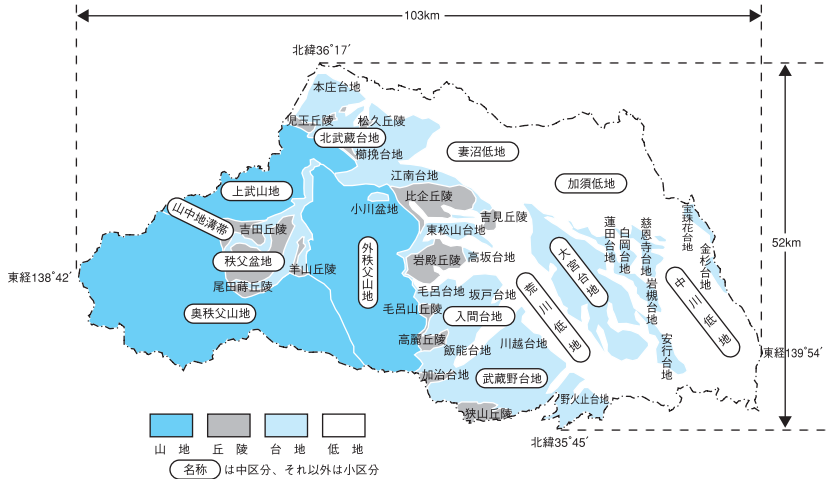 103km
北緯36°17′
本庄台地
児玉丘陵
松久丘陵
北武蔵台地
櫛挽台地
妻沼低地
江南台地
加須低地
上武山地
比企丘陵
小川盆地
山中地溝帯
吉田丘陵
吉見丘陵
東松山台地
宝珠花台地
慈恩寺台地
白岡台地
蓮田台地
金杉台地
52km
秩父盆地
羊山丘陵
外秩父山地
岩殿丘陵
高坂台地
大宮台地
東経138°42′
尾田蒔丘陵
毛呂台地
坂戸台地
荒川低地
岩槻台地
中川低地
奥秩父山地
毛呂山丘陵
入間台地
高麗丘陵
飯能台地
川越台地
安行台地
東経139°54′
加治台地
武蔵野台地
狭山丘陵
野火止台地
北緯35°45′
山地
丘陵
台地
低地
名称 は中区分、それ以外は小区分